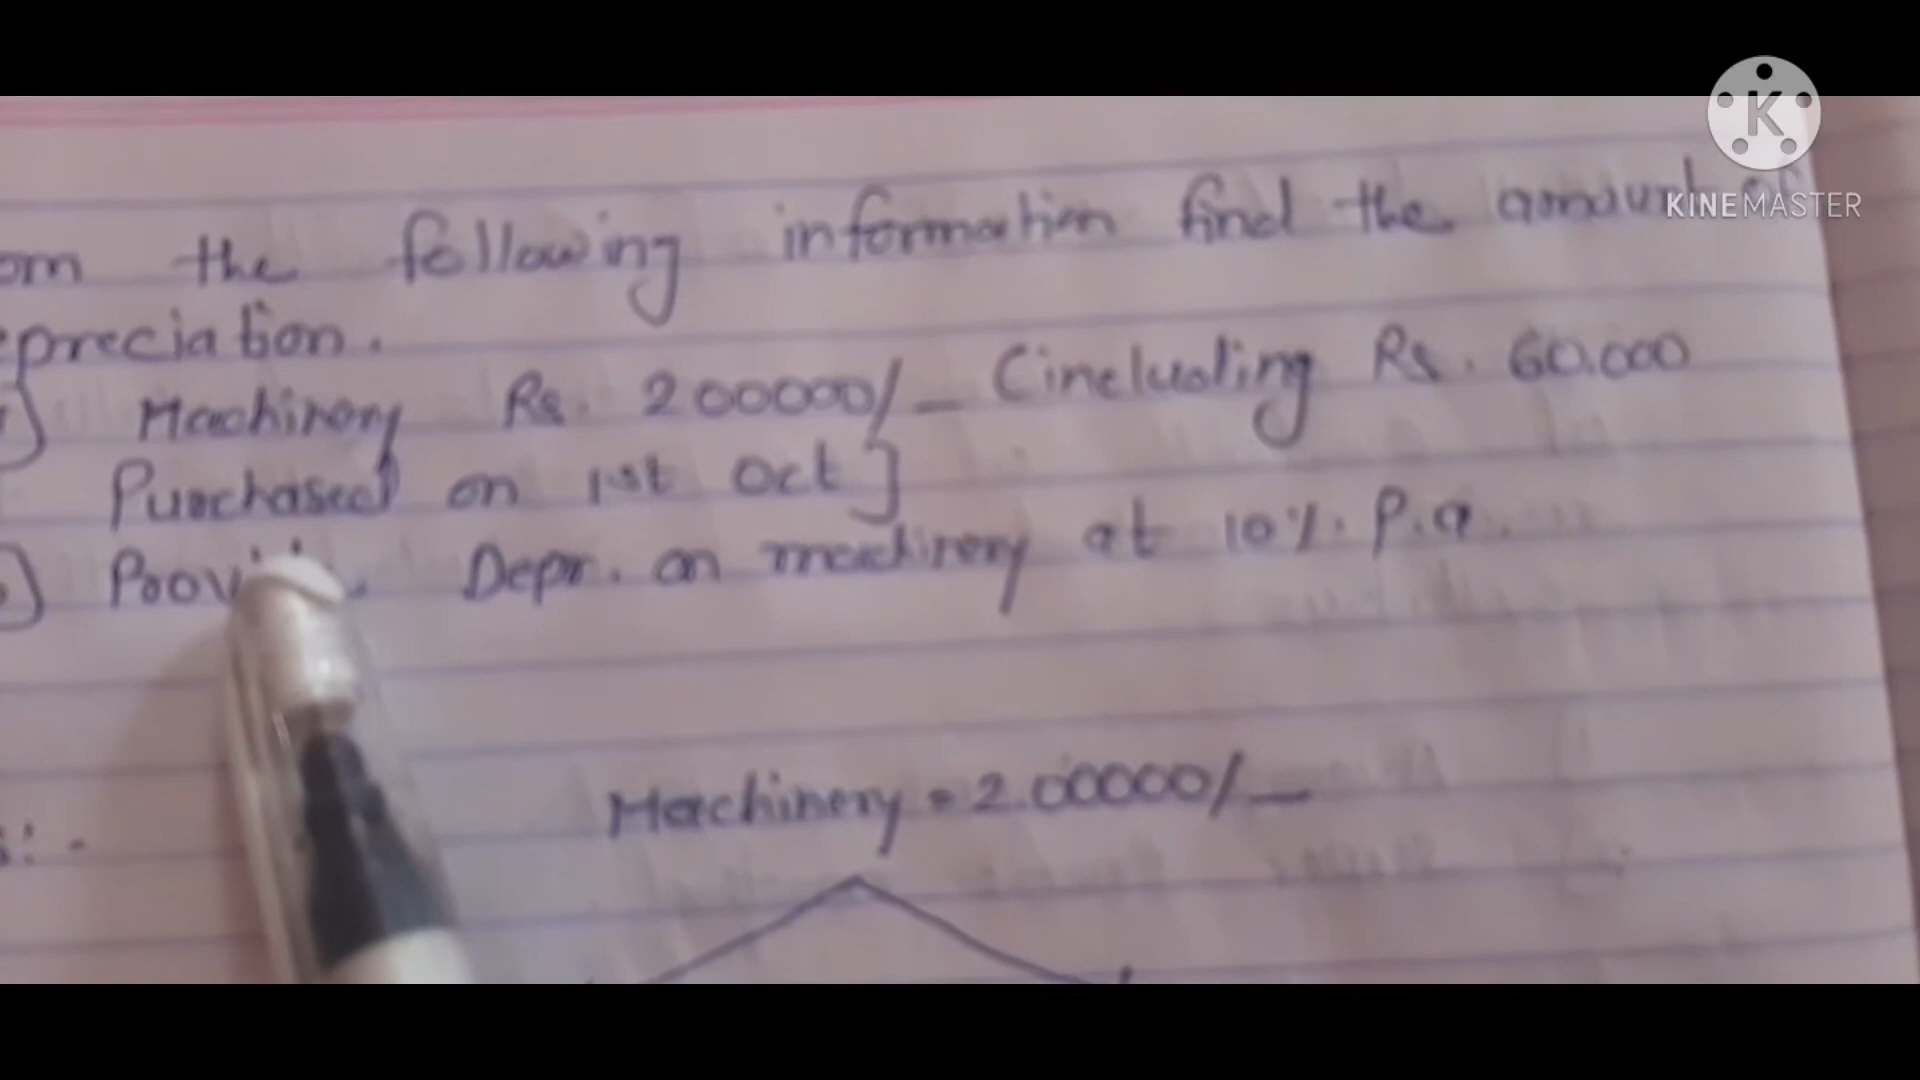 om the following information find the amount of
epreciation.
Machinery Rs. 200000/- (including Rs. 60.000
Purchased on 1st Oct]
Depr. on machinery at 10%. P.a.
Machinery = 2.00000/-
K
KINEMASTER